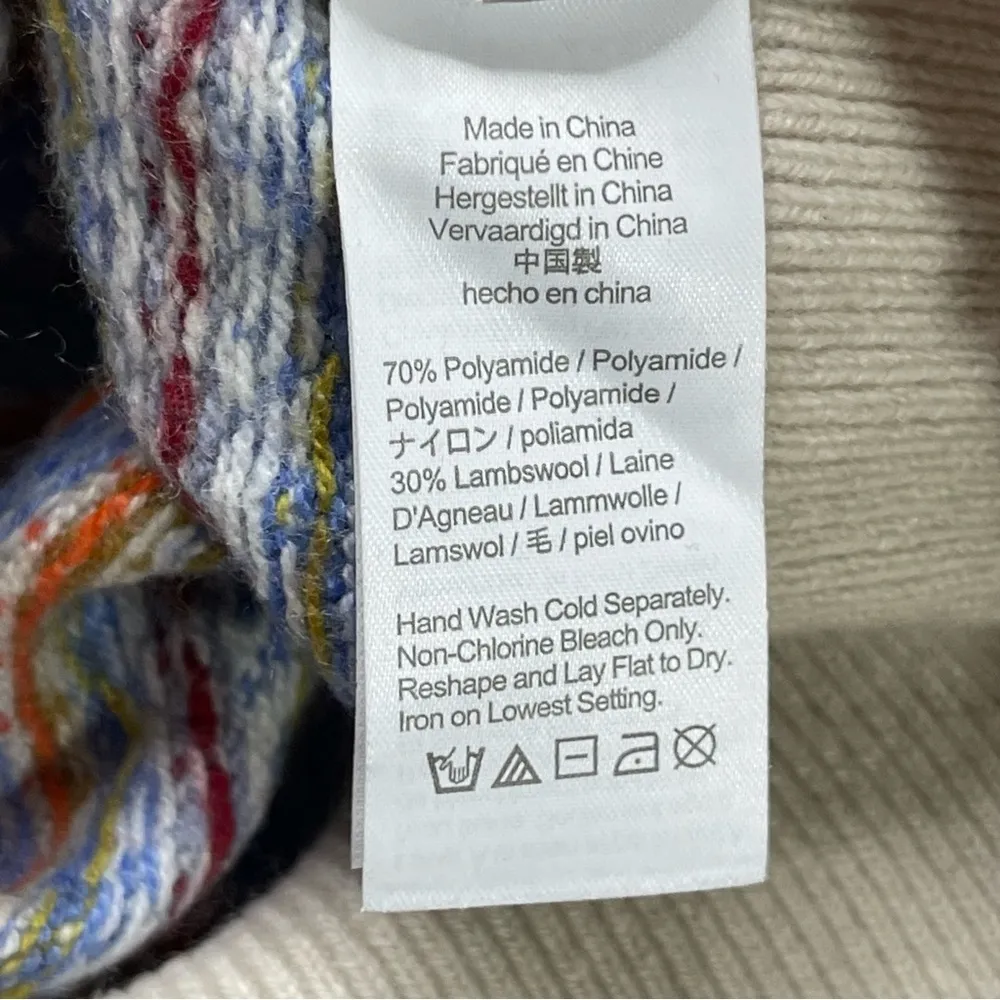 Made in China
Fabriqué en Chine
Hergestellt in China
Vervaardigd in China
中国製
hecho en china
70% Polyamide / Polyamide /
Polyamide / Polyamide /
ナイロン / poliamida
30% Lambswool / Laine
D'Agneau / Lammwolle /
Lamswol / 毛 / piel ovino
Hand Wash Cold Separately.
Non-Chlorine Bleach Only.
Reshape and Lay Flat to Dry.
Iron on Lowest Setting.